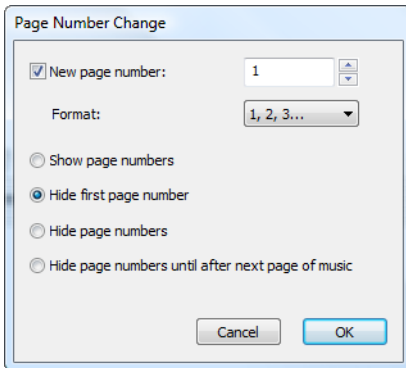 Page Number Change
New page number: 1
Format: 1, 2, 3...
Show page numbers
Hide first page number
Hide page numbers
Hide page numbers until after next page of music
Cancel OK